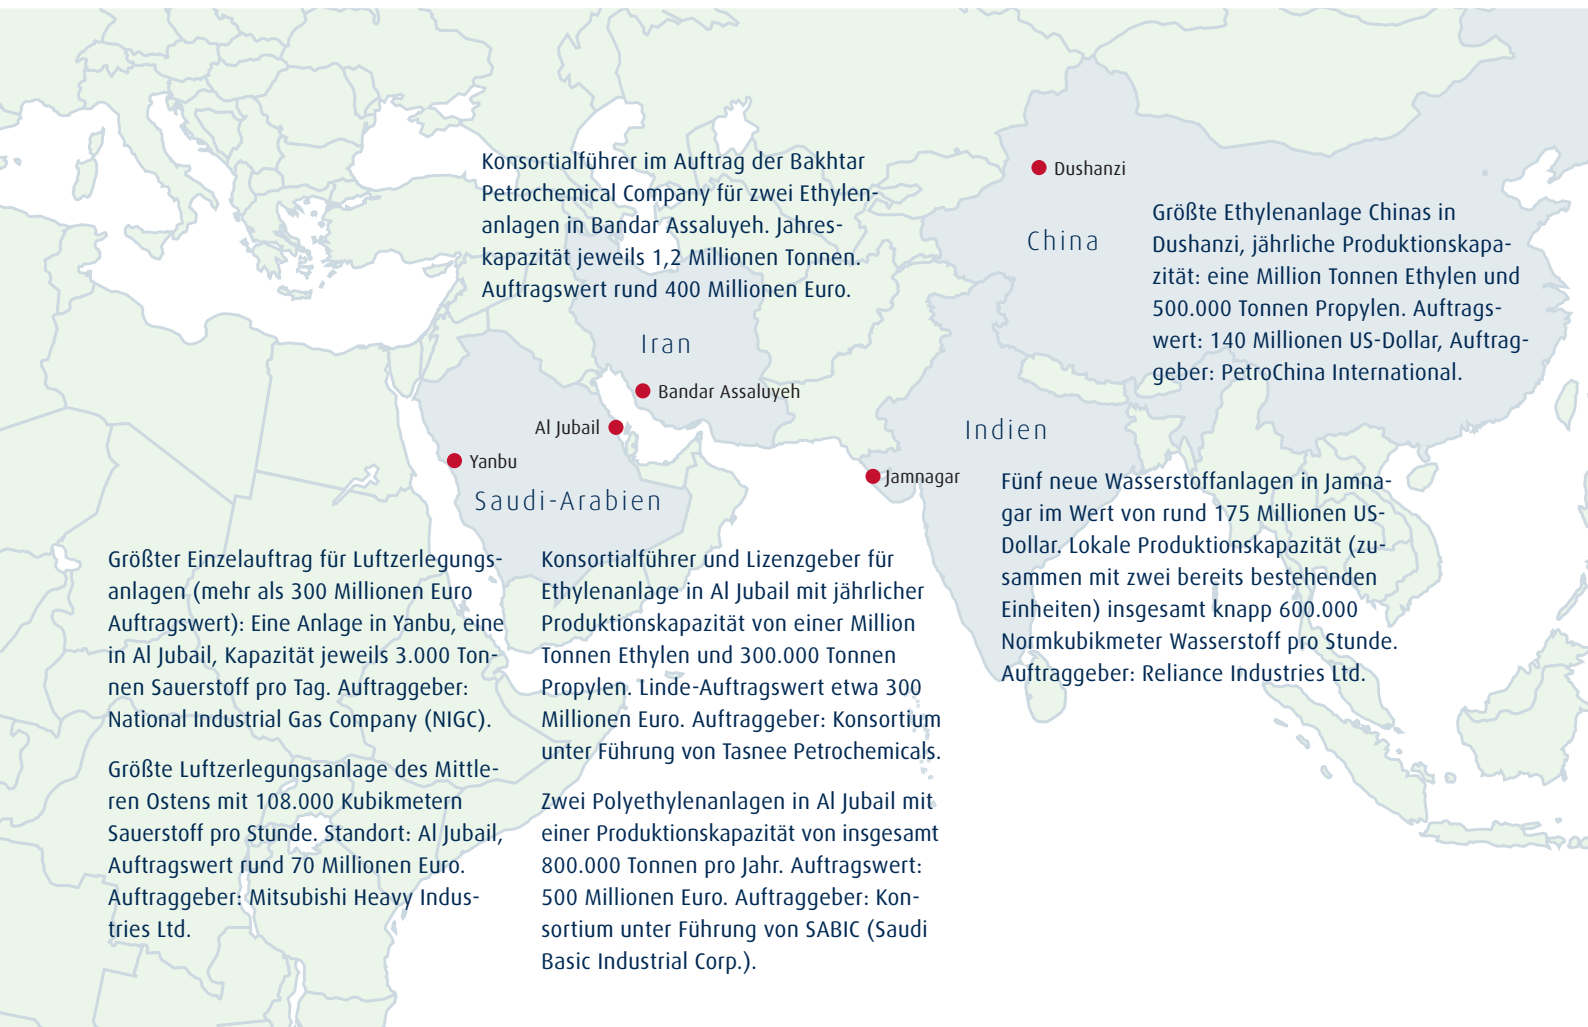 Konsortialführer im Auftrag der Bakhtar
Petrochemical Company für zwei Ethylen-
anlagen in Bandar Assaluyeh. Jahres-
kapazität jeweils 1,2 Millionen Tonnen.
Auftragswert rund 400 Millionen Euro.
Dushanzi
China
Größte Ethylenanlage Chinas in
Dushanzi, jährliche Produktionskapa-
zität: eine Million Tonnen Ethylen und
500.000 Tonnen Propylen. Auftrags-
wert: 140 Millionen US-Dollar, Auftrag-
geber: PetroChina International.
Iran
Bandar Assaluyeh
Al Jubail
Yanbu
Saudi-Arabien
Indien
Jamnagar
Größter Einzelauftrag für Luftzerlegungs-
anlagen (mehr als 300 Millionen Euro
Auftragswert): Eine Anlage in Yanbu, eine
in Al Jubail, Kapazität jeweils 3.000 Ton-
nen Sauerstoff pro Tag. Auftraggeber:
National Industrial Gas Company (NIGC).
Größte Luftzerlegungsanlage des Mittle-
ren Ostens mit 108.000 Kubikmetern
Sauerstoff pro Stunde. Standort: Al Jubail,
Auftragswert rund 70 Millionen Euro.
Auftraggeber: Mitsubishi Heavy Indus-
tries Ltd.
Konsortialführer und Lizenzgeber für
Ethylenanlage in Al Jubail mit jährlicher
Produktionskapazität von einer Million
Tonnen Ethylen und 300.000 Tonnen
Propylen. Linde-Auftragswert etwa 300
Millionen Euro. Auftraggeber: Konsortium
unter Führung von Tasnee Petrochemicals.
Zwei Polyethylenanlagen in Al Jubail mit
einer Produktionskapazität von insgesamt
800.000 Tonnen pro Jahr. Auftragswert:
500 Millionen Euro. Auftraggeber: Kon-
sortium unter Führung von SABIC (Saudi
Basic Industrial Corp.).
Fünf neue Wasserstoffanlagen in Jamna-
gar im Wert von rund 175 Millionen US-
Dollar. Lokale Produktionskapazität (zu-
sammen mit zwei bereits bestehenden
Einheiten) insgesamt knapp 600.000
Normkubikmeter Wasserstoff pro Stunde.
Auftraggeber: Reliance Industries Ltd.